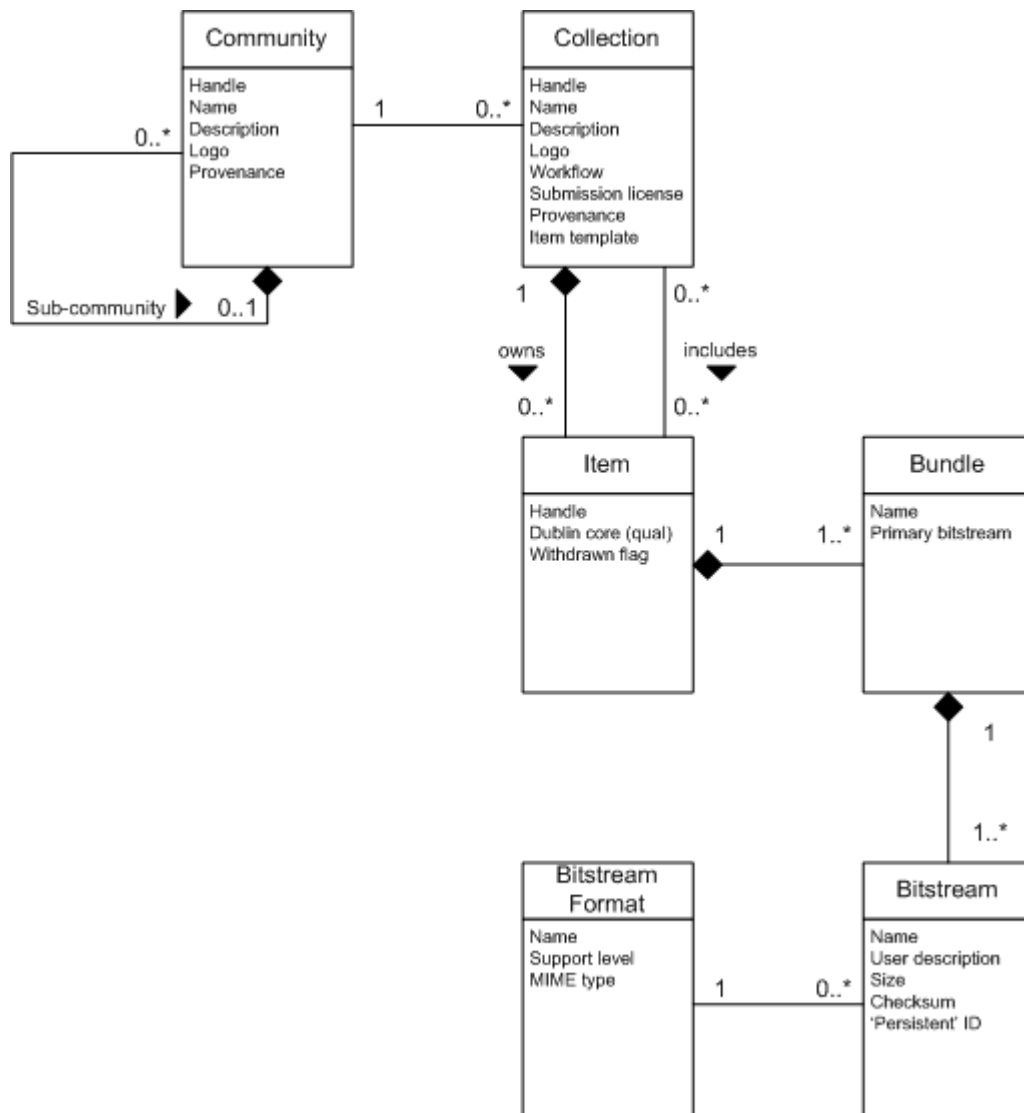 Community
Handle
Name
Description
Logo
Provenance
1
0..*
Collection
Handle
Name
Description
Logo
Workflow
Submission license
Provenance
Item template
0..*
Sub-community
0..1
1
0..*
owns
includes
0..*
0..*
Item
Handle
Dublin core (qual)
Withdrawn flag
1
1..*
Bundle
Name
Primary bitstream
1
1..*
Bitstream
Format
Name
Support level
MIME type
1
0..*
Bitstream
Name
User description
Size
Checksum
‘Persistent’ ID